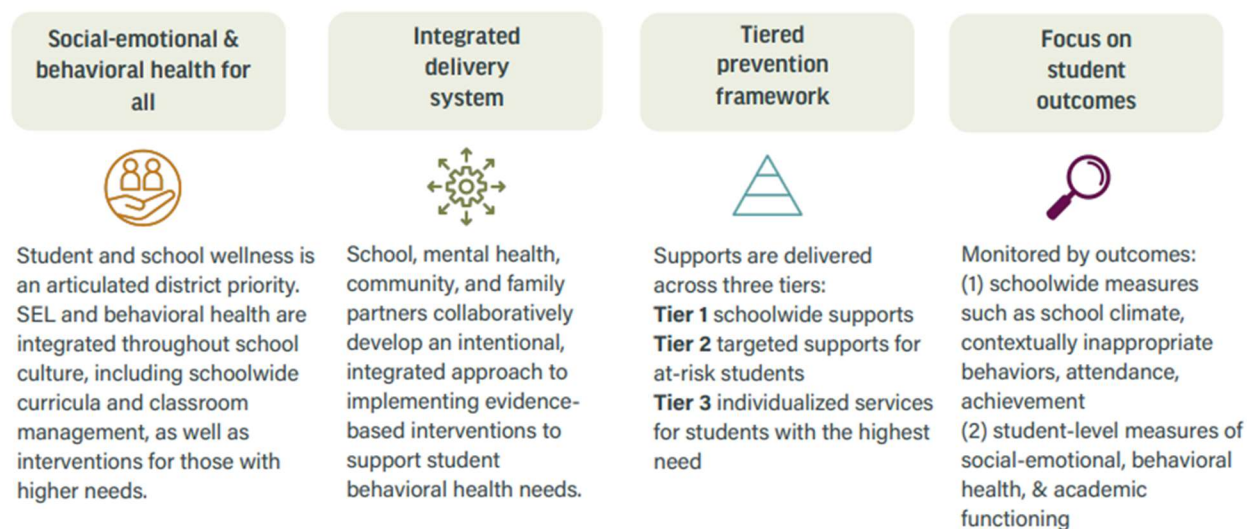 Social-emotional &
behavioral health for
all
Integrated
delivery
system
Tiered
prevention
framework
Focus on
student
outcomes
Student and school wellness is
an articulated district priority.
SEL and behavioral health are
integrated throughout school
culture, including schoolwide
curricula and classroom
management, as well as
interventions for those with
higher needs.
School, mental health,
community, and family
partners collaboratively
develop an intentional,
integrated approach to
implementing evidence-
based interventions to
support student
behavioral health needs.
Supports are delivered
across three tiers:
Tier 1 schoolwide supports
Tier 2 targeted supports for
at-risk students
Tier 3 individualized services
for students with the highest
need
Monitored by outcomes:
(1) schoolwide measures
such as school climate,
contextually inappropriate
behaviors, attendance,
achievement
(2) student-level measures of
social-emotional, behavioral
health, & academic
functioning